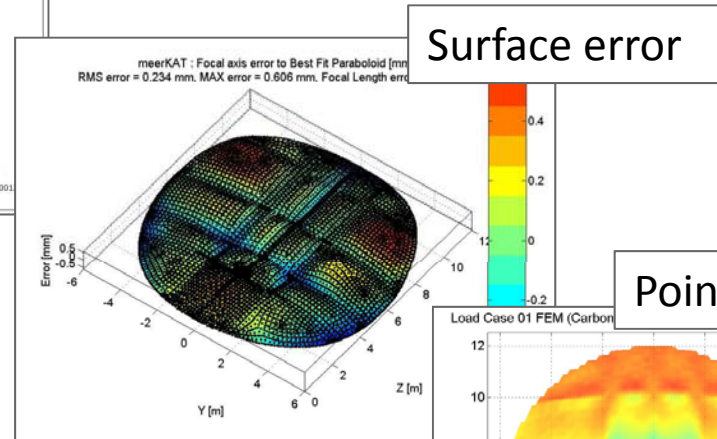 Surface error
meerKAT : Focal axis error to Best Fit Paraboloid [mm
RMS error = 0.234 mm. MAX error = 0.606 mm. Focal Length erro
0.4
0.2
0
-0.2
Error [mm]
0.5
0
-0.5
-6
-4
-2
0
2
4
6
Y [m]
0
2
4
6
8
10
12
Z [m]
Poin
Load Case 01 FEM (Carbon
12
10